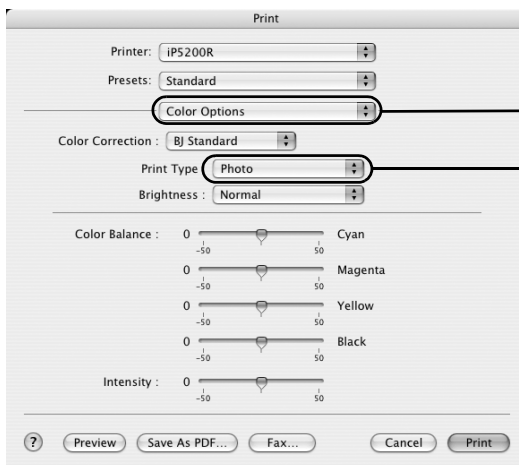 Print
Printer: iP5200R
Presets: Standard
Color Options
Color Correction : BJ Standard
Print Type Photo
Brightness : Normal
Color Balance : 0 Cyan
-50 50
0 Magenta
-50 50
0 Yellow
-50 50
0 Black
-50 50
Intensity : 0
-50 50
? Preview Save As PDF... Fax... Cancel Print